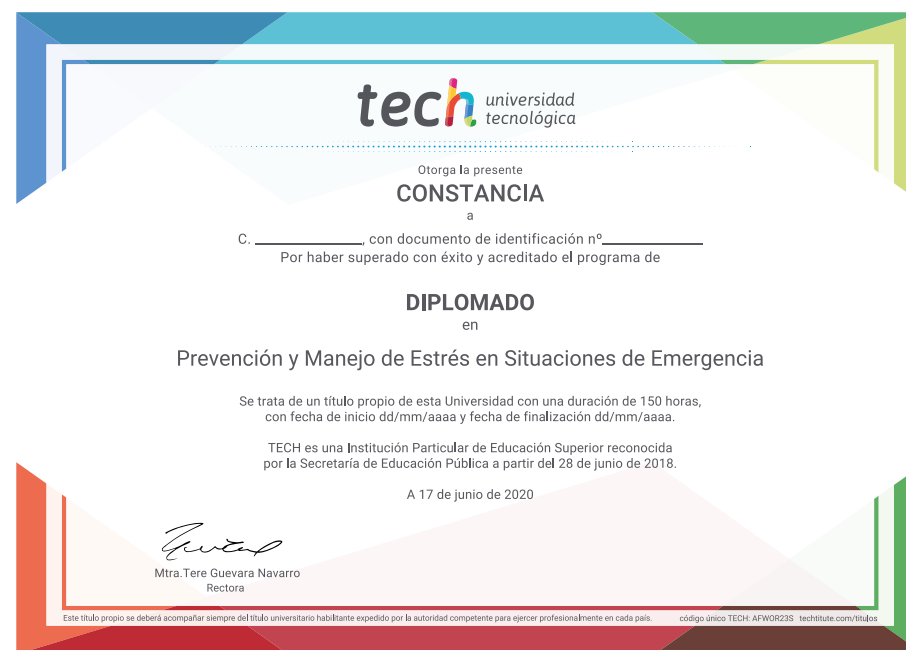 tech universidad
tecnológica
Otorga la presente
CONSTANCIA
a
C. ______________, con documento de identificación nº______________
Por haber superado con éxito y acreditado el programa de
DIPLOMADO
en
Prevención y Manejo de Estrés en Situaciones de Emergencia
Se trata de un título propio de esta Universidad con una duración de 150 horas,
con fecha de inicio dd/mm/aaaa y fecha de finalización dd/mm/aaaa.
TECH es una Institución Particular de Educación Superior reconocida
por la Secretaría de Educación Pública a partir del 28 de junio de 2018.
A 17 de junio de 2020
Mtra.Tere Guevara Navarro
Rectora
Este título propio se deberá acompañar siempre del título universitario habilitante expedido por la autoridad competente para ejercer profesionalmente en cada país. código único TECH: AFWOR23S techtitute.com/titulos